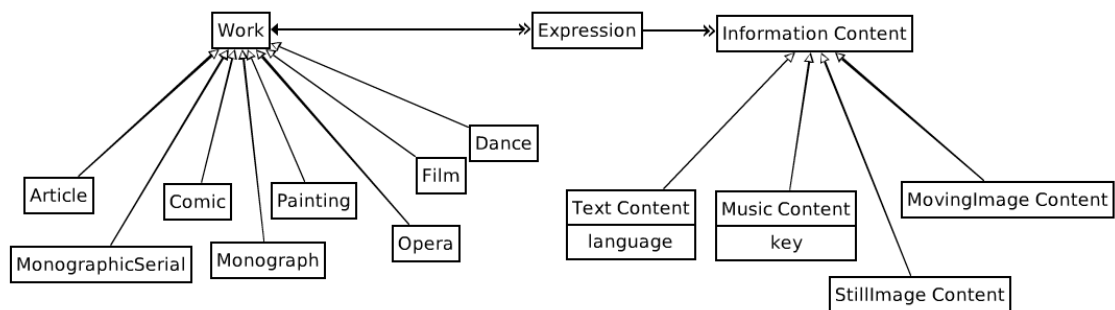 Work
Expression
Information Content
Dance
Film
Article
Comic
Painting
Opera
MonographicSerial
Monograph
Text Content
language
Music Content
key
MovingImage Content
StillImage Content